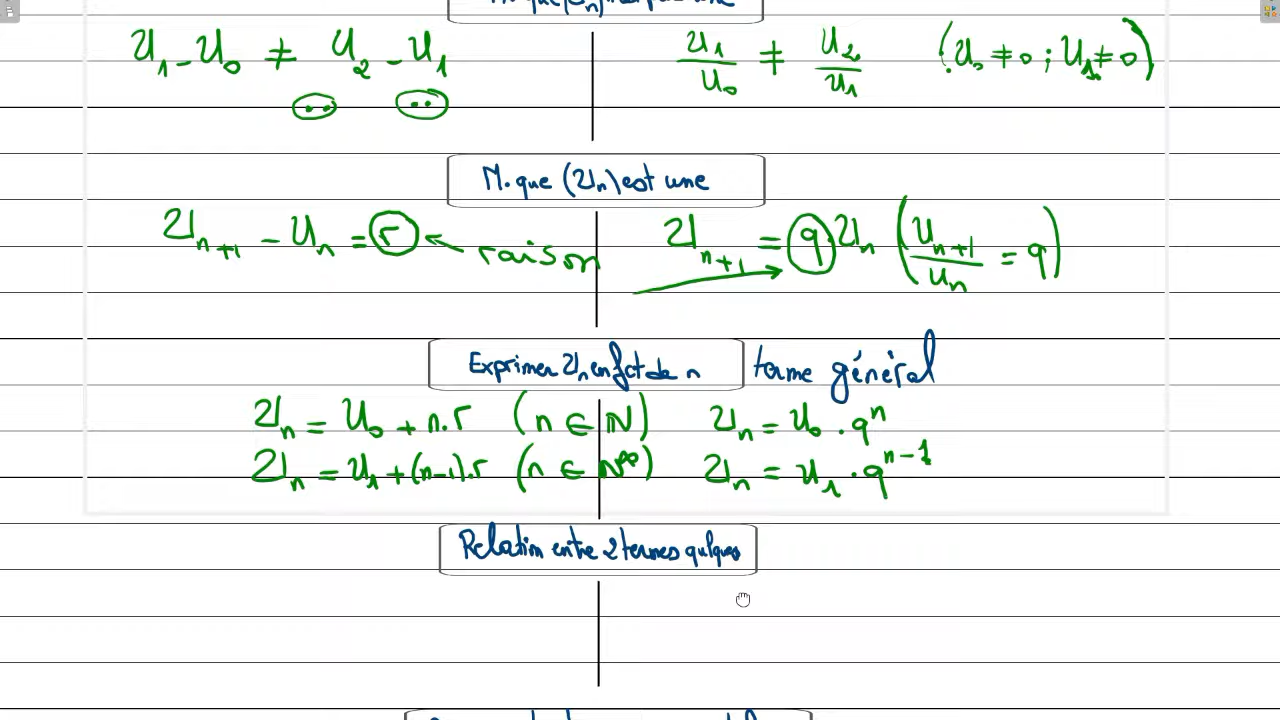 U₁ - U₀ ≠ U₂ - U₁
U₁/U₀ ≠ U₂/U₁ (U₀ ≠ 0 ; U₁ ≠ 0)
M. que (Uₙ) est une
Uₙ₊₁ - Uₙ = r ← raison
Uₙ₊₁ = q Uₙ (Uₙ₊₁/Uₙ = q)
Exprimer Uₙ en fct de n terme général
Uₙ = U₀ + n.r (n ∈ ℕ) Uₙ = U₀ . qⁿ
Uₙ = U₁ + (n-1).r (n ∈ ℕ*) Uₙ = U₁ . qⁿ⁻¹
Relation entre 2 termes qulques